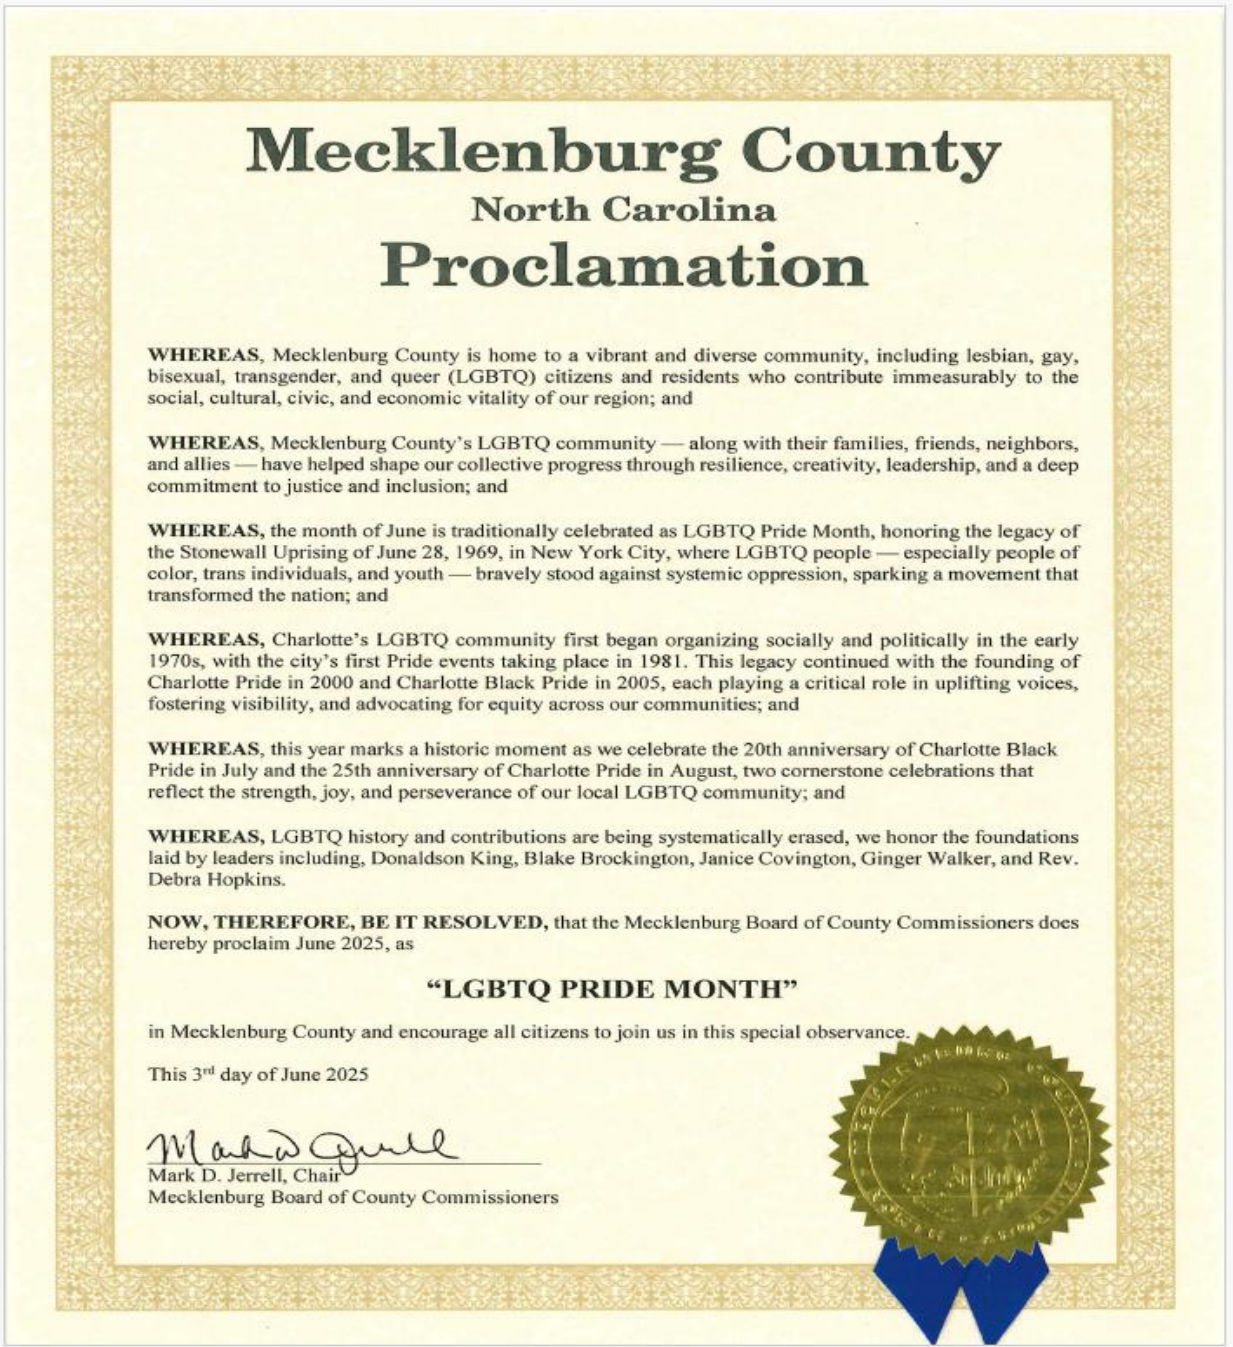 Mecklenburg County
North Carolina
Proclamation
WHEREAS, Mecklenburg County is home to a vibrant and diverse community, including lesbian, gay,
bisexual, transgender, and queer (LGBTQ) citizens and residents who contribute immeasurably to the
social, cultural, civic, and economic vitality of our region; and
WHEREAS, Mecklenburg County's LGBTQ community — along with their families, friends, neighbors,
and allies — have helped shape our collective progress through resilience, creativity, leadership, and a deep
commitment to justice and inclusion; and
WHEREAS, the month of June is traditionally celebrated as LGBTQ Pride Month, honoring the legacy of
the Stonewall Uprising of June 28, 1969, in New York City, where LGBTQ people — especially people of
color, trans individuals, and youth — bravely stood against systemic oppression, sparking a movement that
transformed the nation; and
WHEREAS, Charlotte's LGBTQ community first began organizing socially and politically in the early
1970s, with the city's first Pride events taking place in 1981. This legacy continued with the founding of
Charlotte Pride in 2000 and Charlotte Black Pride in 2005, each playing a critical role in uplifting voices,
fostering visibility, and advocating for equity across our communities; and
WHEREAS, this year marks a historic moment as we celebrate the 20th anniversary of Charlotte Black
Pride in July and the 25th anniversary of Charlotte Pride in August, two cornerstone celebrations that
reflect the strength, joy, and perseverance of our local LGBTQ community; and
WHEREAS, LGBTQ history and contributions are being systematically erased, we honor the foundations
laid by leaders including, Donaldson King, Blake Brockington, Janice Covington, Ginger Walker, and Rev.
Debra Hopkins.
NOW, THEREFORE, BE IT RESOLVED, that the Mecklenburg Board of County Commissioners does
hereby proclaim June 2025, as
“LGBTQ PRIDE MONTH”
in Mecklenburg County and encourage all citizens to join us in this special observance.
This 3rd day of June 2025
Mark D. Jerrell, Chair
Mecklenburg Board of County Commissioners